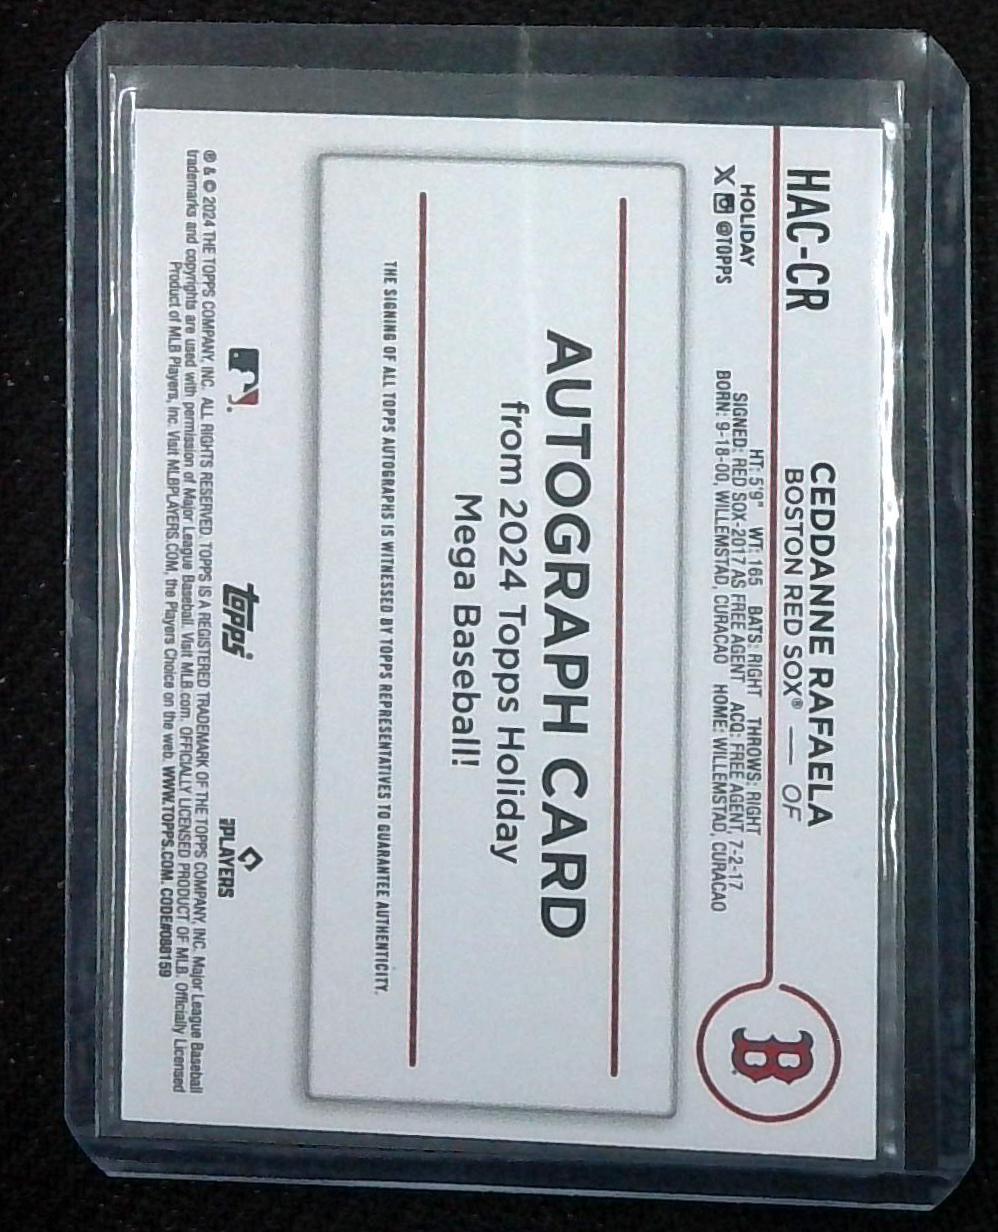 HAC-CR
CEDDANNE RAFAELA
BOSTON RED SOX® — OF
HOLIDAY
X @TOPPS
HT: 5'9" WT: 165 BATS: RIGHT THROWS: RIGHT
SIGNED: RED SOX-2017 AS FREE AGENT ACQ: FREE AGENT, 7-2-17
BORN: 9-18-00, WILLEMSTAD, CURACAO HOME: WILLEMSTAD, CURACAO
B
AUTOGRAPH CARD
from 2024 Topps Holiday
Mega Baseball!
THE SIGNING OF ALL TOPPS AUTOGRAPHS IS WITNESSED BY TOPPS REPRESENTATIVES TO GUARANTEE AUTHENTICITY.
topps®
PLAYERS
® & © 2024 THE TOPPS COMPANY, INC. ALL RIGHTS RESERVED. TOPPS IS A REGISTERED TRADEMARK OF THE TOPPS COMPANY, INC. Major League Baseball
trademarks and copyrights are used with permission of Major League Baseball. Visit MLB.com. OFFICIALLY LICENSED PRODUCT OF MLB. Officially Licensed
Product of MLB Players, Inc. Visit MLBPLAYERS.COM, the Players Choice on the web. WWW.TOPPS.COM. CODE#088159